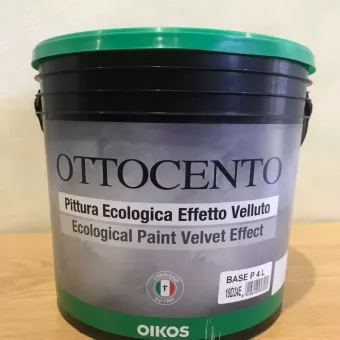 OTTOCENTO
Pittura Ecologica Effetto Velluto
Ecological Paint Velvet Effect
BASE P 4 L
OIKOS